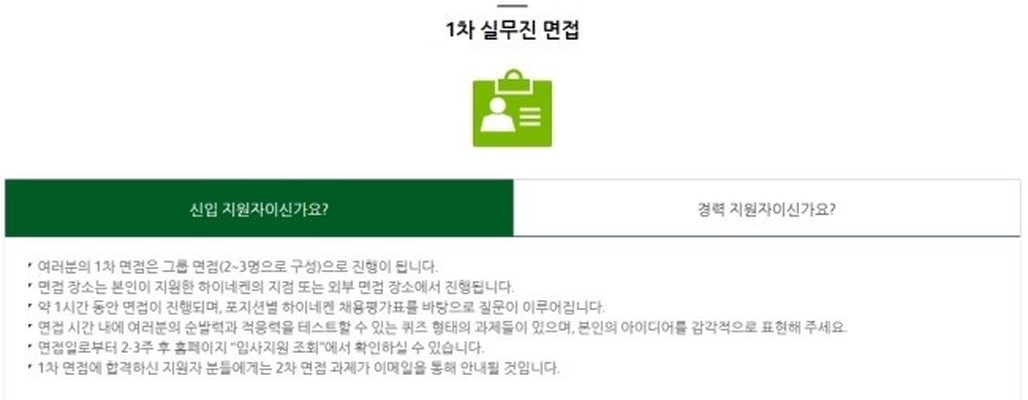 1차 실무진 면접
신입 지원자이신가요?
경력 지원자이신가요?
여러분의 1차 면접은 그룹 면접(2~3명으로 구성)으로 진행이 됩니다.
면접 장소는 본인이 지원한 하이네켄의 지점 또는 외부 면접 장소에서 진행됩니다.
약 1시간 동안 면접이 진행되며, 포지션별 하이네켄 채용평가표를 바탕으로 질문이 이루어집니다.
면접 시간 내에 여러분의 순발력과 적응력을 테스트할 수 있는 퀴즈 형태의 과제들이 있으며, 본인의 아이디어를 감각적으로 표현해 주세요.
면접일로부터 2-3주 후 홈페이지 "입사지원 조회"에서 확인하실 수 있습니다.
1차 면접에 합격하신 지원자 분들에게는 2차 면접 과제가 이메일을 통해 안내될 것입니다.